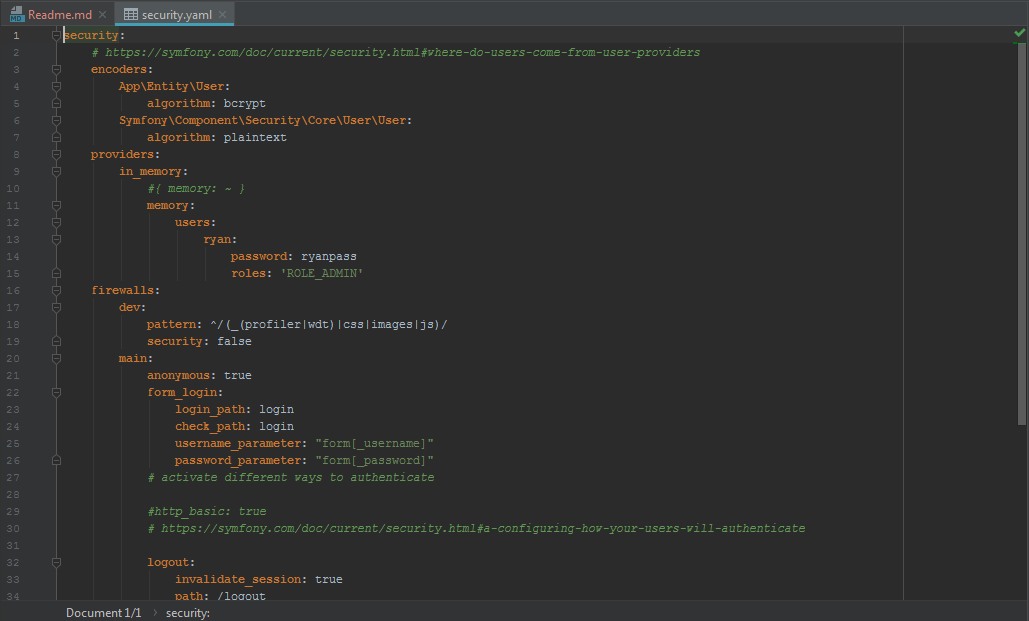 Readme.md security.yaml
1 security:
2 # https://symfony.com/doc/current/security.html#where-do-users-come-from-user-providers
3 encoders:
4 App\Entity\User:
5 algorithm: bcrypt
6 Symfony\Component\Security\Core\User\User:
7 algorithm: plaintext
8 providers:
9 in_memory:
10 #{ memory: ~ }
11 memory:
12 users:
13 ryan:
14 password: ryanpass
15 roles: 'ROLE_ADMIN'
16 firewalls:
17 dev:
18 pattern: ^/(_(profiler|wdt)|css|images|js)/
19 security: false
20 main:
21 anonymous: true
22 form_login:
23 login_path: login
24 check_path: login
25 username_parameter: "form[_username]"
26 password_parameter: "form[_password]"
27 # activate different ways to authenticate
28
29 #http_basic: true
30 # https://symfony.com/doc/current/security.html#a-configuring-how-your-users-will-authenticate
31
32 logout:
33 invalidate_session: true
34 path: /logout
Document 1/1 › security: